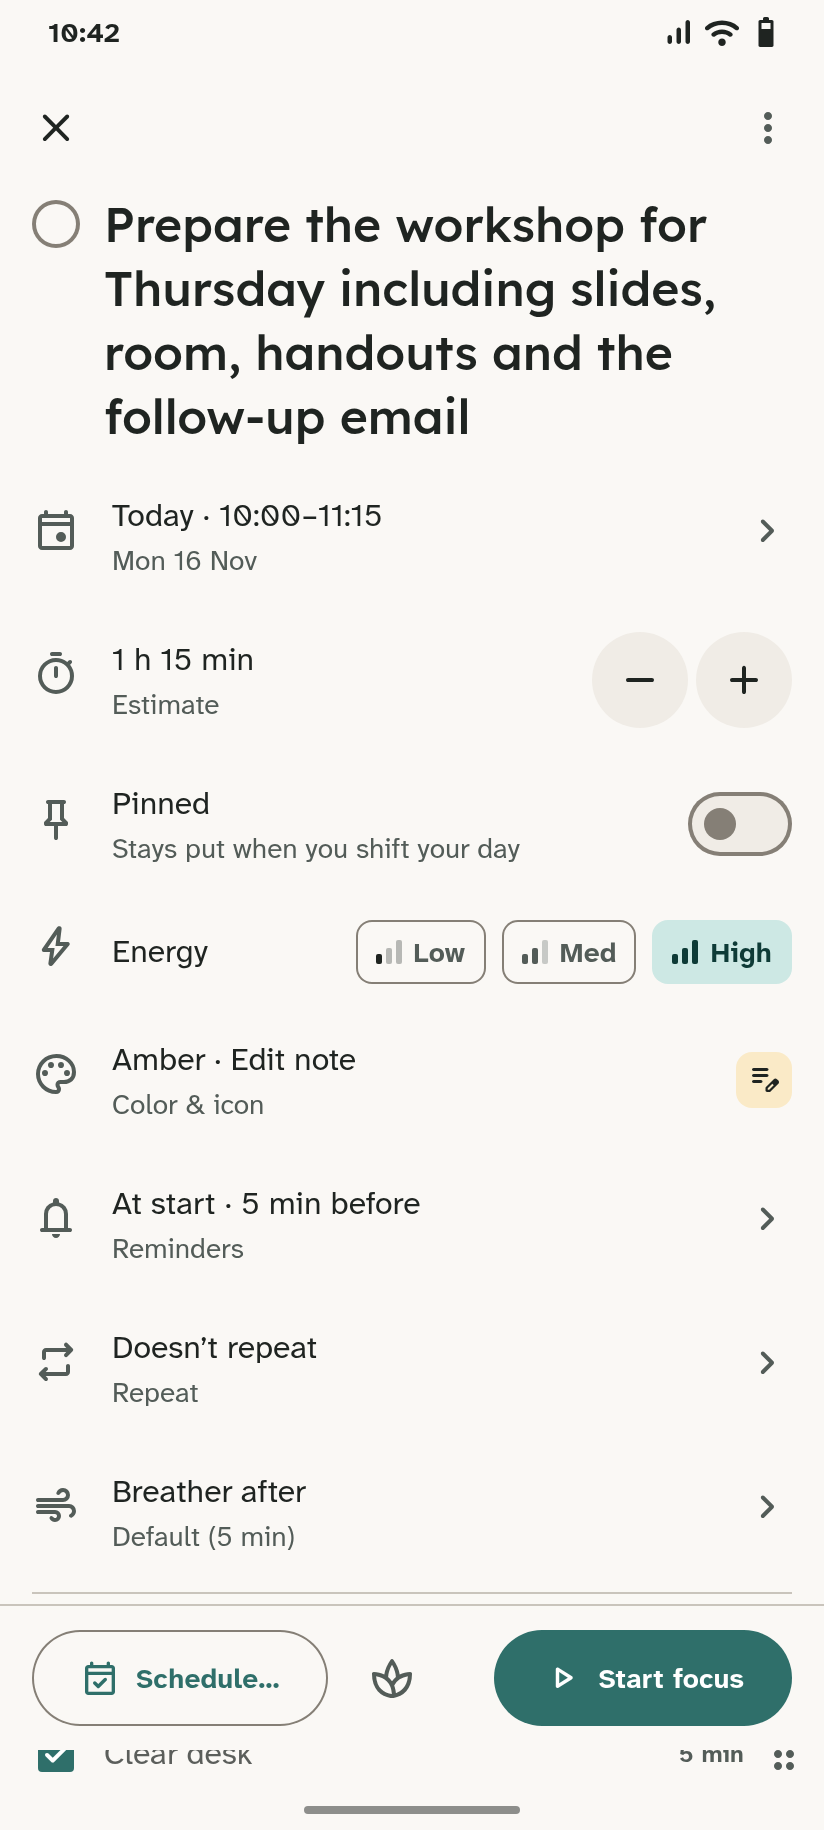 10:42
Prepare the workshop for
Thursday including slides,
room, handouts and the
follow-up email
Today · 10:00–11:15
Mon 16 Nov
1 h 15 min
Estimate
Pinned
Stays put when you shift your day
Energy
Low
Med
High
Amber · Edit note
Color & icon
At start · 5 min before
Reminders
Doesn’t repeat
Repeat
Breather after
Default (5 min)
Schedule...
Start focus
Clear desk
5 min